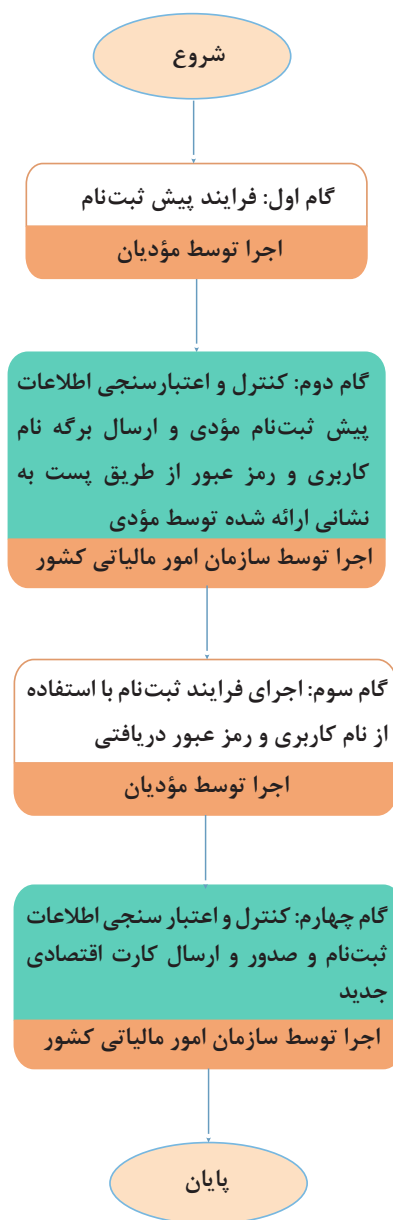 شروع
گام اول: فرایند پیش ثبت‌نام
اجرا توسط مؤدیان
گام دوم: کنترل و اعتبارسنجی اطلاعات
پیش ثبت‌نام مؤدی و ارسال برگه نام
کاربری و رمز عبور از طریق پست به
نشانی ارائه شده توسط مؤدی
اجرا توسط سازمان امور مالیاتی کشور
گام سوم: اجرای فرایند ثبت‌نام با استفاده
از نام کاربری و رمز عبور دریافتی
اجرا توسط مؤدیان
گام چهارم: کنترل و اعتبار سنجی اطلاعات
ثبت‌نام و صدور و ارسال کارت اقتصادی
جدید
اجرا توسط سازمان امور مالیاتی کشور
پایان